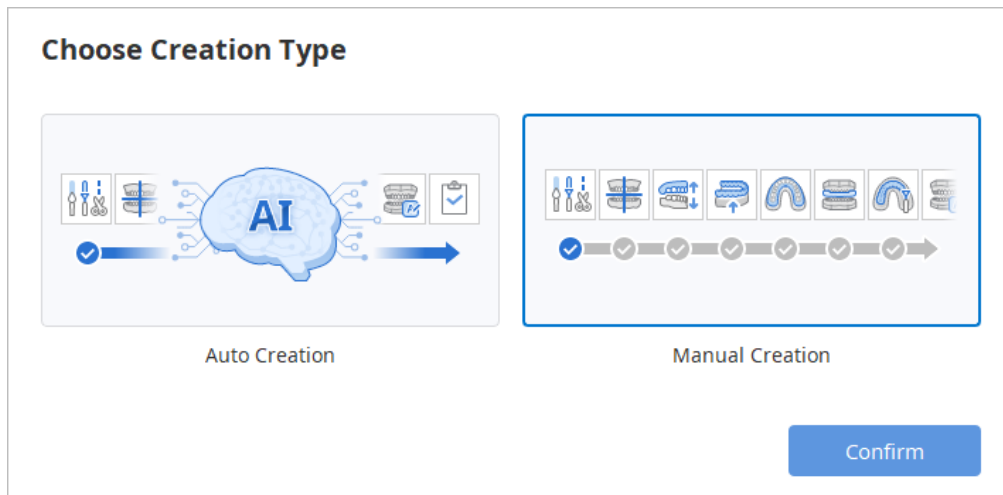 Choose Creation Type
AI
Auto Creation
Manual Creation
Confirm